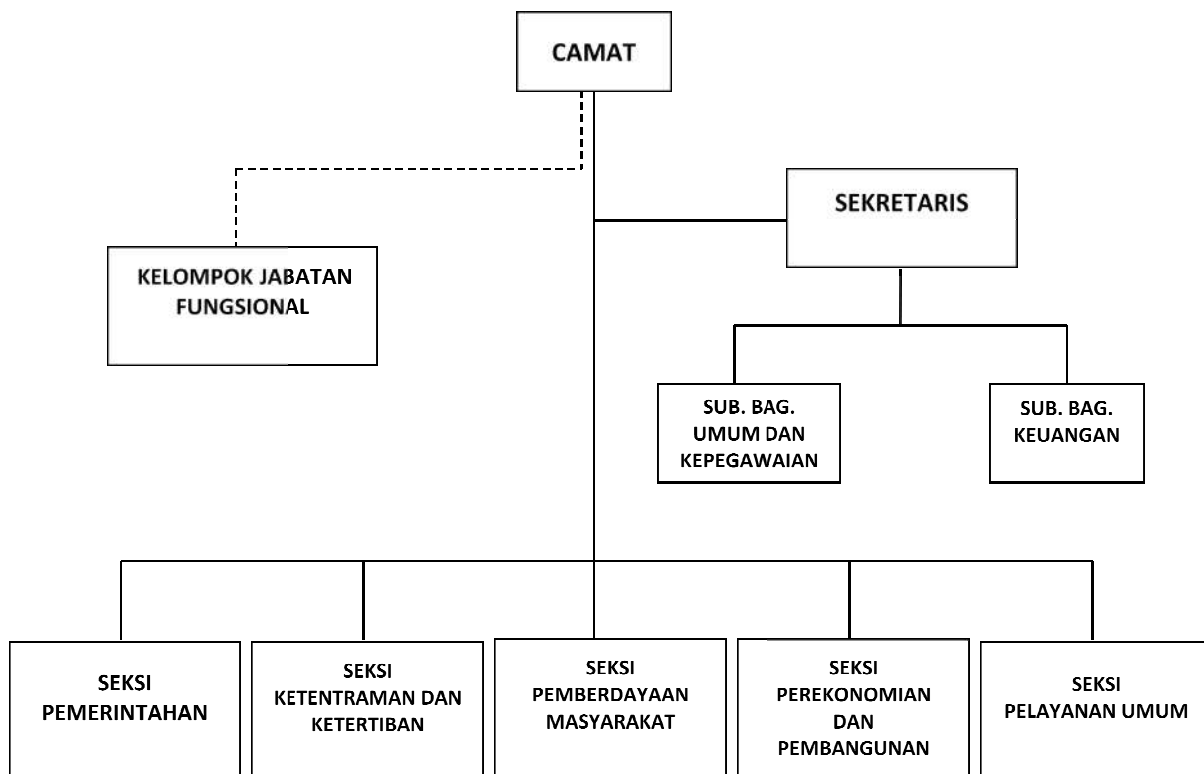 CAMAT
SEKRETARIS
KELOMPOK JABATAN
FUNGSIONAL
SUB. BAG.
UMUM DAN
KEPEGAWAIAN
SUB. BAG.
KEUANGAN
SEKSI
PEMERINTAHAN
SEKSI
KETENTRAMAN DAN
KETERTIBAN
SEKSI
PEMBERDAYAAN
MASYARAKAT
SEKSI
PEREKONOMIAN
DAN
PEMBANGUNAN
SEKSI
PELAYANAN UMUM